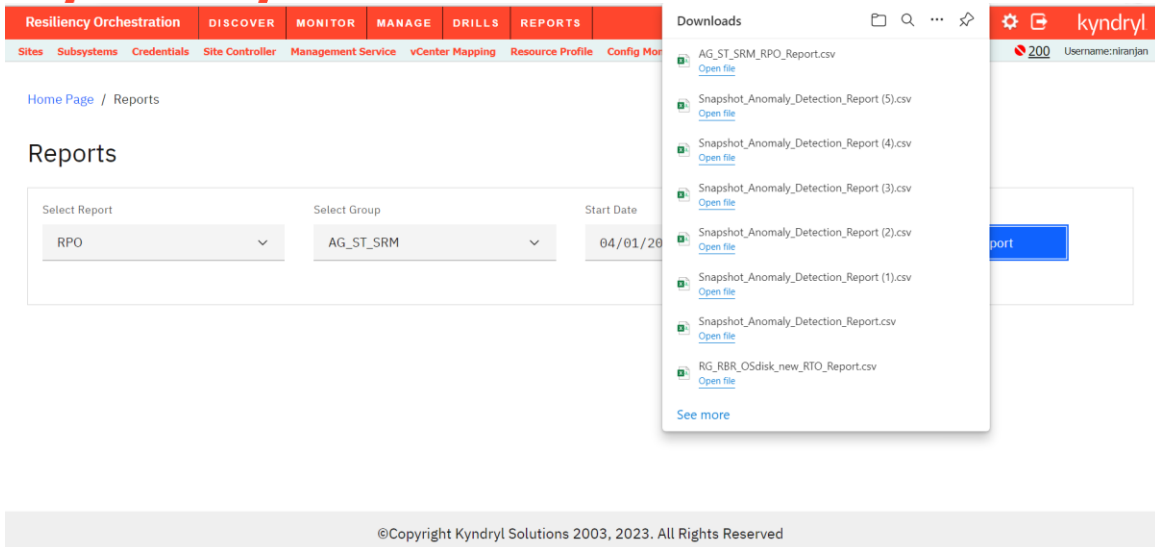 Resiliency Orchestration DISCOVER MONITOR MANAGE DRILLS REPORTS kyndryl
Sites Subsystems Credentials Site Controller Management Service vCenter Mapping Resource Profile Config Mor 200 Username:niranjan
Home Page / Reports
Reports
Select Report Select Group Start Date
RPO AG_ST_SRM 04/01/20 port
Downloads
AG_ST_SRM_RPO_Report.csv
Open file
Snapshot_Anomaly_Detection_Report (5).csv
Open file
Snapshot_Anomaly_Detection_Report (4).csv
Open file
Snapshot_Anomaly_Detection_Report (3).csv
Open file
Snapshot_Anomaly_Detection_Report (2).csv
Open file
Snapshot_Anomaly_Detection_Report (1).csv
Open file
Snapshot_Anomaly_Detection_Report.csv
Open file
RG_RBR_OSdisk_new_RTO_Report.csv
Open file
See more
©Copyright Kyndryl Solutions 2003, 2023. All Rights Reserved